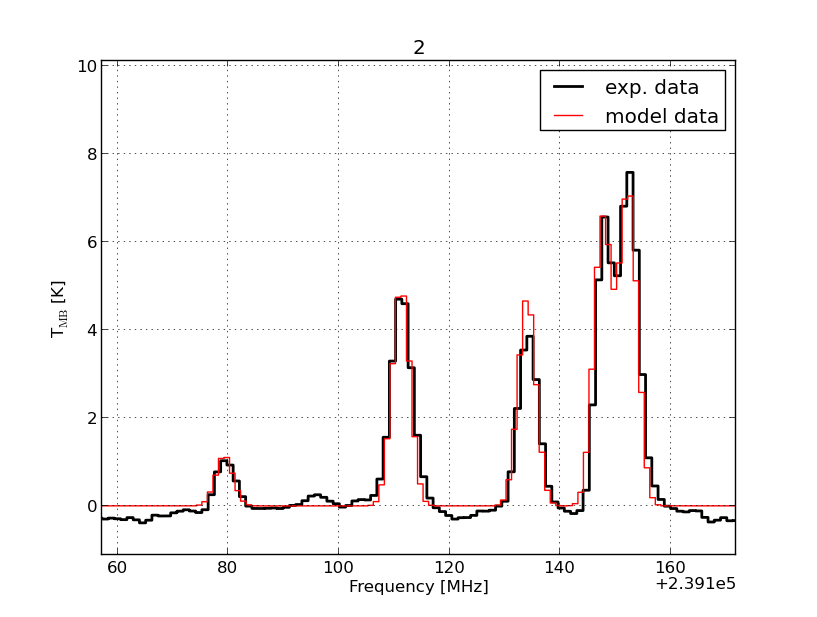 2
10
8
6
4
2
0
T_MB [K]
exp. data
model data
60 80 100 120 140 160
Frequency [MHz]
+2.391e5